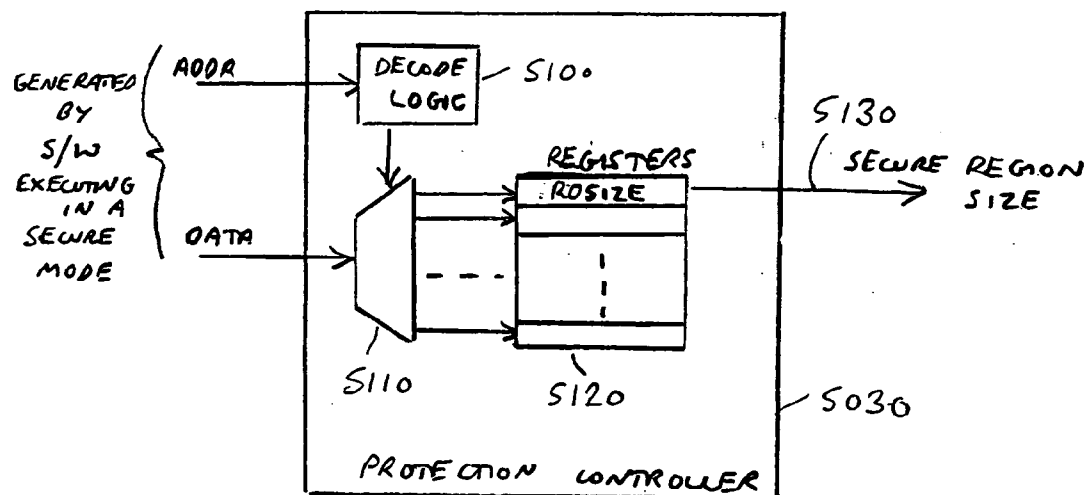 GENERATED
BY
S/W
EXECUTING
IN A
SECURE
MODE
ADDR
DATA
DECODE
LOGIC
5100
5110
REGISTERS
ROSIZE
5120
5130
SECURE REGION
SIZE
5030
PROTECTION CONTROLLER